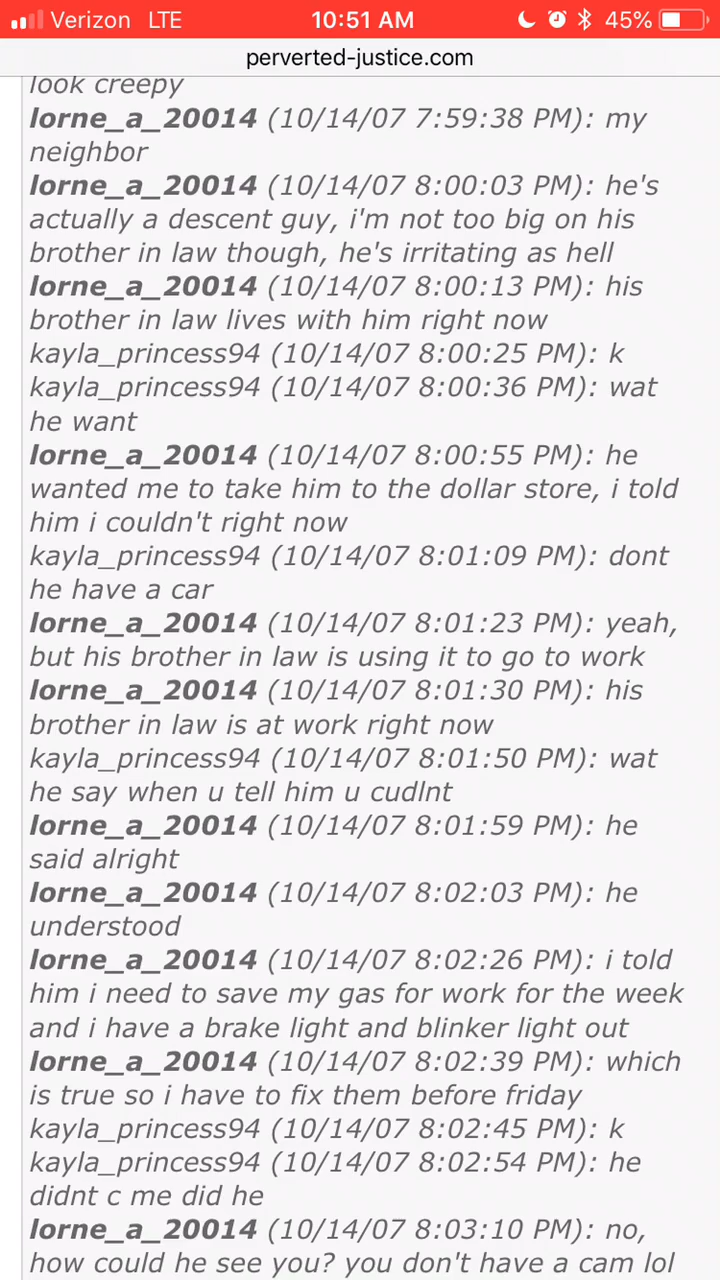 Verizon LTE 10:51 AM 45%
perverted-justice.com
look creepy
lorne_a_20014 (10/14/07 7:59:38 PM): my
neighbor
lorne_a_20014 (10/14/07 8:00:03 PM): he's
actually a descent guy, i'm not too big on his
brother in law though, he's irritating as hell
lorne_a_20014 (10/14/07 8:00:13 PM): his
brother in law lives with him right now
kayla_princess94 (10/14/07 8:00:25 PM): k
kayla_princess94 (10/14/07 8:00:36 PM): wat
he want
lorne_a_20014 (10/14/07 8:00:55 PM): he
wanted me to take him to the dollar store, i told
him i couldn't right now
kayla_princess94 (10/14/07 8:01:09 PM): dont
he have a car
lorne_a_20014 (10/14/07 8:01:23 PM): yeah,
but his brother in law is using it to go to work
lorne_a_20014 (10/14/07 8:01:30 PM): his
brother in law is at work right now
kayla_princess94 (10/14/07 8:01:50 PM): wat
he say when u tell him u cudlnt
lorne_a_20014 (10/14/07 8:01:59 PM): he
said alright
lorne_a_20014 (10/14/07 8:02:03 PM): he
understood
lorne_a_20014 (10/14/07 8:02:26 PM): i told
him i need to save my gas for work for the week
and i have a brake light and blinker light out
lorne_a_20014 (10/14/07 8:02:39 PM): which
is true so i have to fix them before friday
kayla_princess94 (10/14/07 8:02:45 PM): k
kayla_princess94 (10/14/07 8:02:54 PM): he
didnt c me did he
lorne_a_20014 (10/14/07 8:03:10 PM): no,
how could he see you? you don't have a cam lol